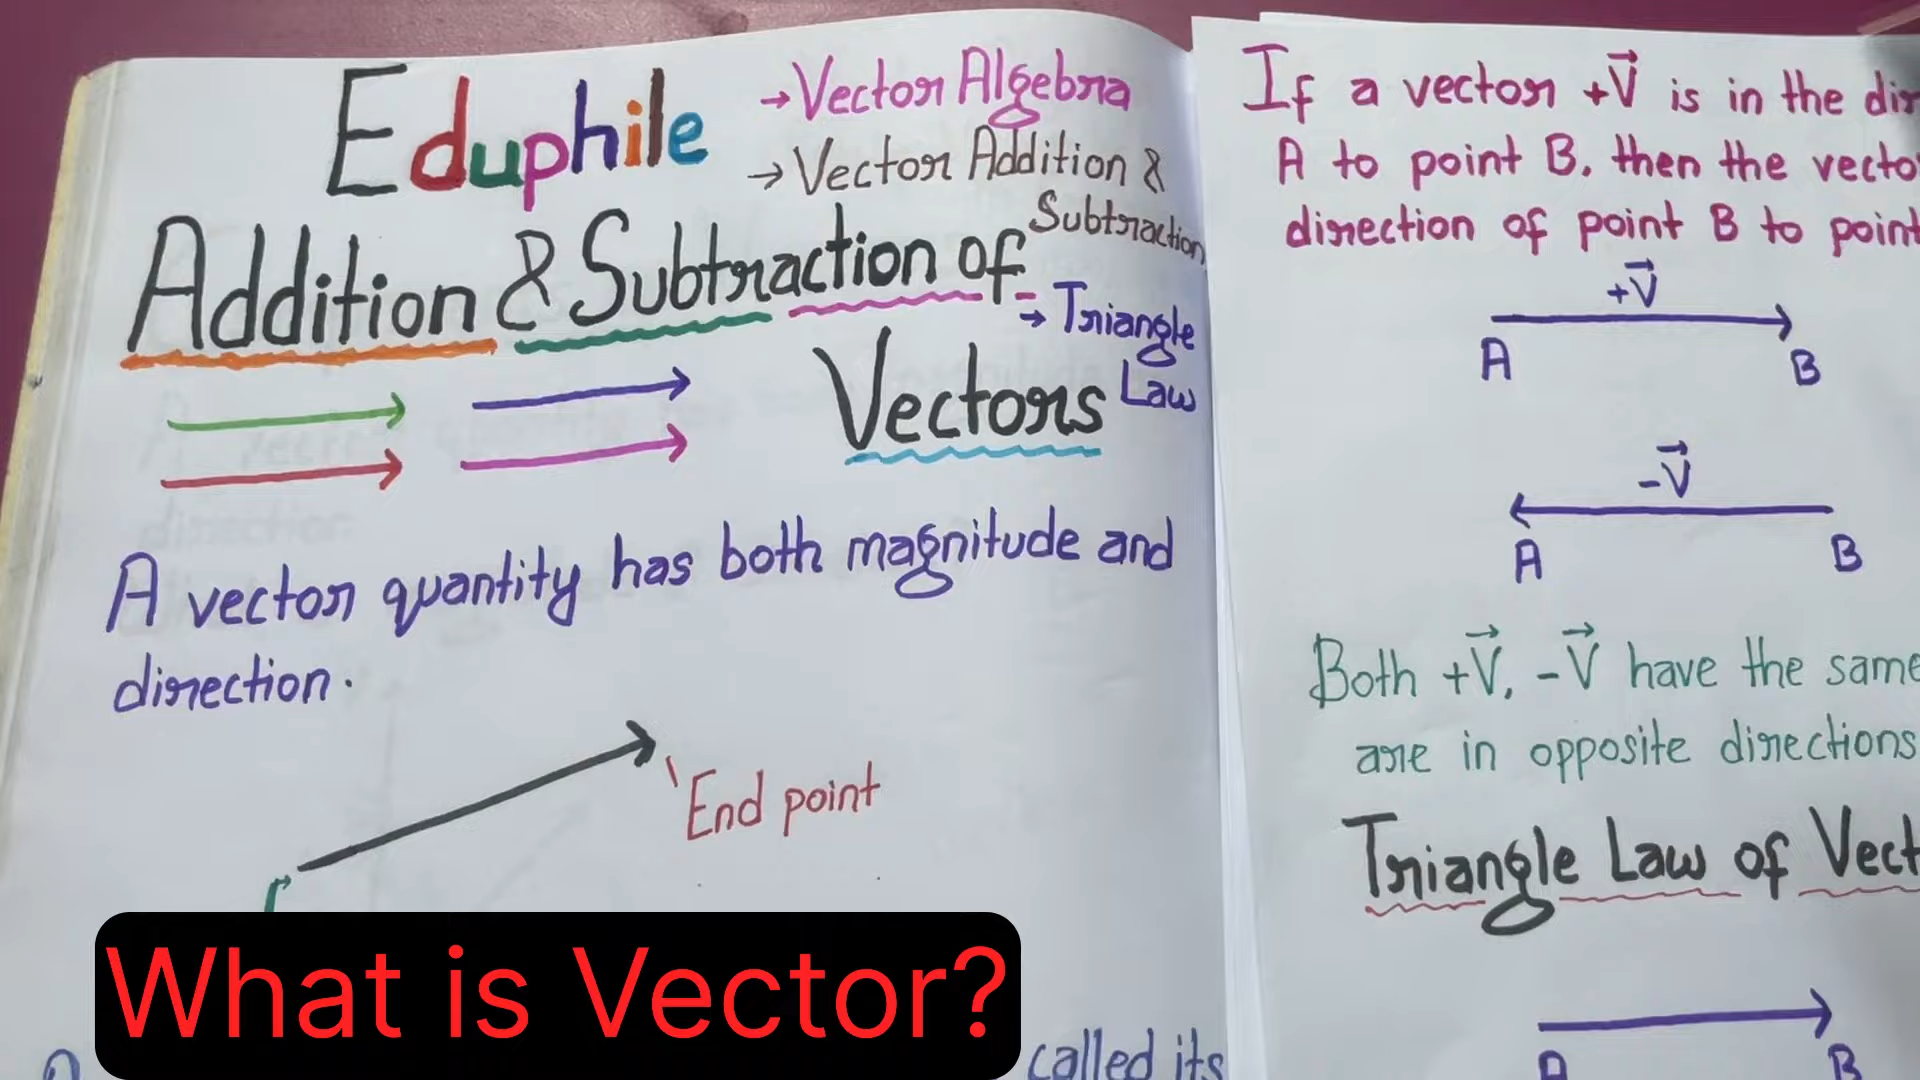 Eduphile
→ Vector Algebra
→ Vector Addition &
Subtraction
Addition & Subtraction of
→ Triangle
Law
Vectors
A vector quantity has both magnitude and
direction.
End point
What is Vector?
called its
If a vector +V⃗ is in the
A to point B, then the
direction of point B to point
+V⃗
A B
-V⃗
A B
Both +V⃗, -V⃗ have the same
are in opposite directions
Triangle Law of
A B